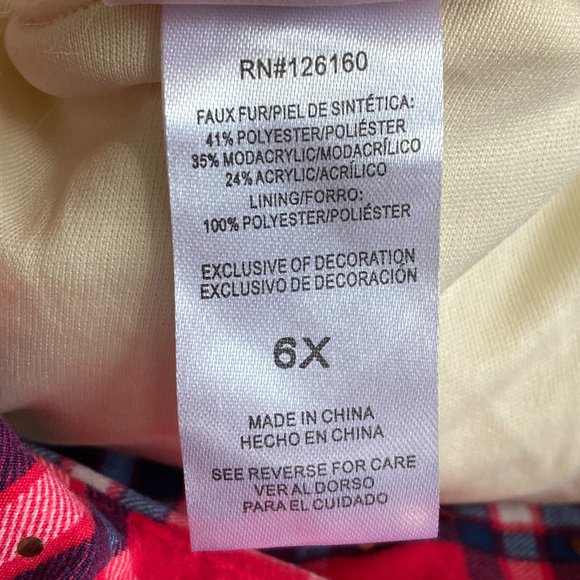 RN#126160
FAUX FUR/PIEL DE SINTÉTICA:
41% POLYESTER/POLIÉSTER
35% MODACRYLIC/MODACRÍLICO
24% ACRYLIC/ACRÍLICO
LINING/FORRO:
100% POLYESTER/POLIÉSTER
EXCLUSIVE OF DECORATION
EXCLUSIVO DE DECORACIÓN
6X
MADE IN CHINA
HECHO EN CHINA
SEE REVERSE FOR CARE
VER AL DORSO
PARA EL CUIDADO